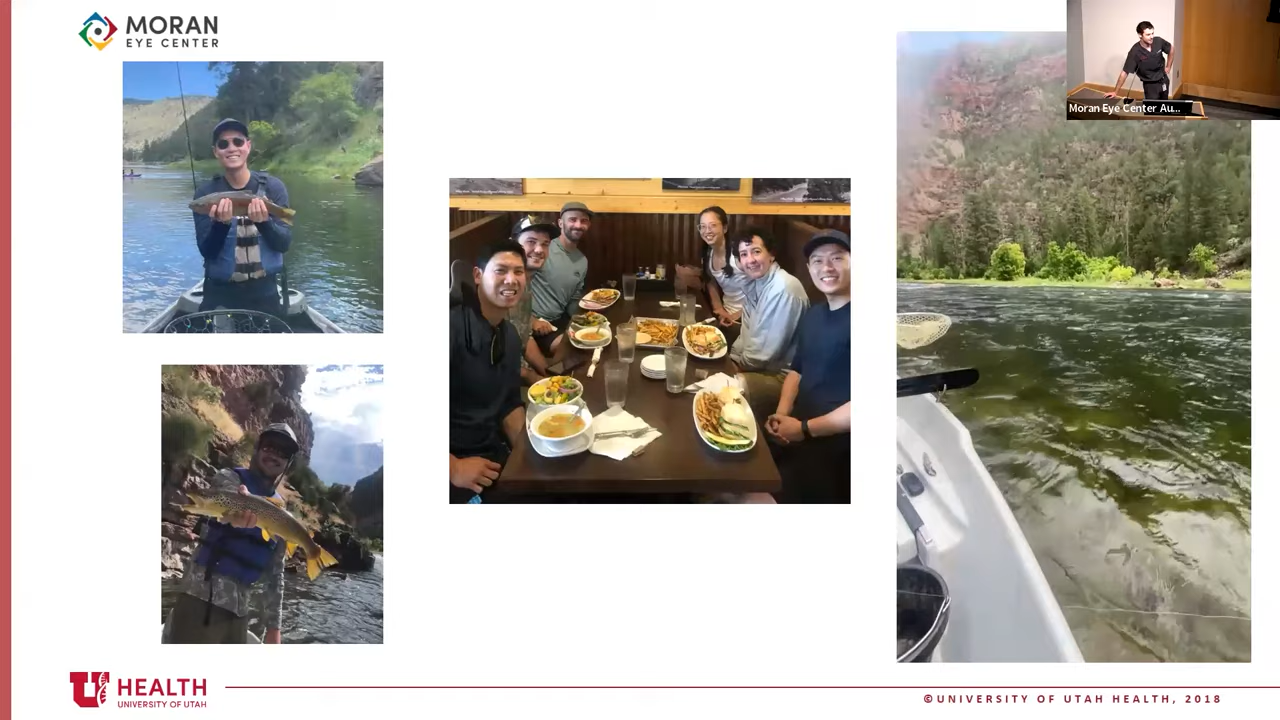 MORAN
EYE CENTER
Moran Eye Center Au...
HEALTH
UNIVERSITY OF UTAH
©UNIVERSITY OF UTAH HEALTH, 2018